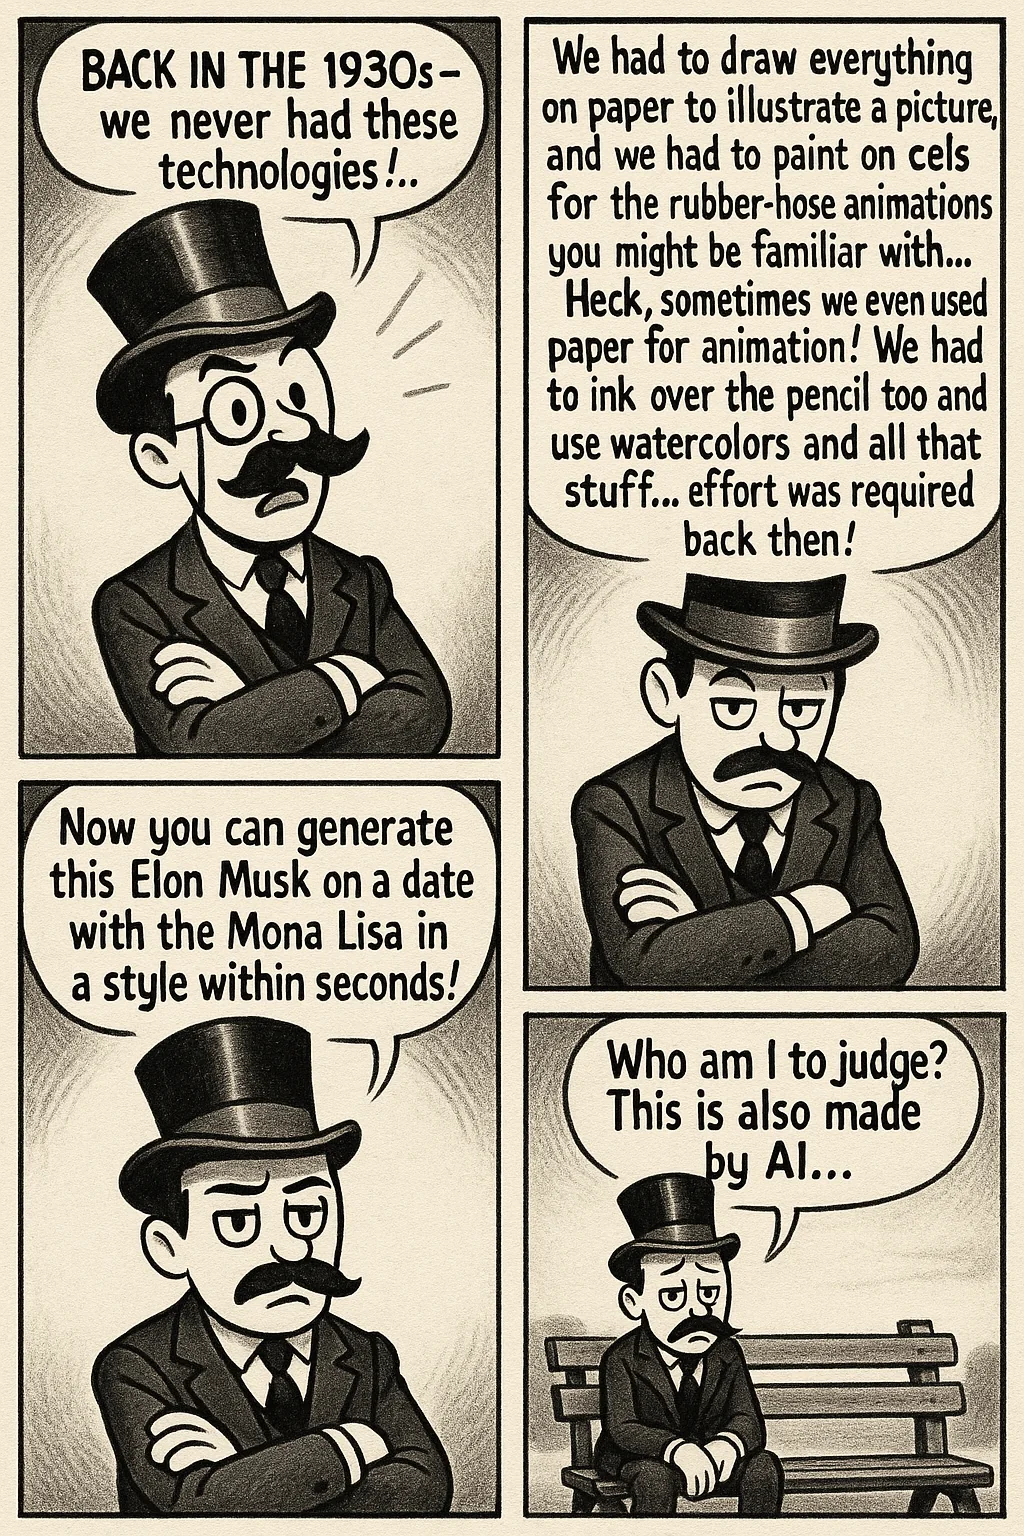 BACK IN THE 1930s–
we never had these
technologies!..
We had to draw everything
on paper to illustrate a picture,
and we had to paint on cels
for the rubber-hose animations
you might be familiar with...
Heck, sometimes we even used
paper for animation! We had
to ink over the pencil too and
use watercolors and all that
stuff... effort was required
back then!
Now you can generate
this Elon Musk on a date
with the Mona Lisa in
a style within seconds!
Who am I to judge?
This is also made
by AI...